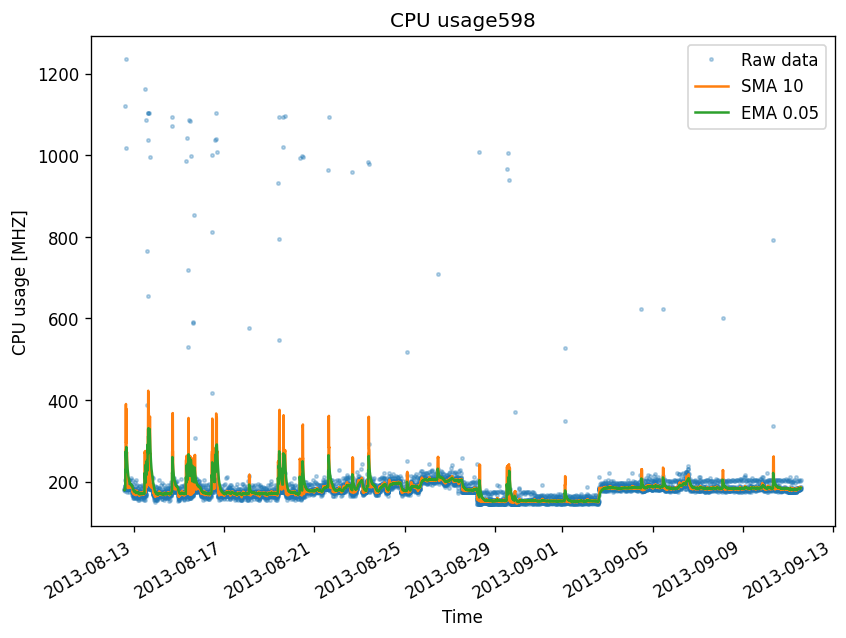 CPU usage598
Raw data
SMA 10
EMA 0.05
CPU usage [MHZ]
1200
1000
800
600
400
200
2013-08-13
2013-08-17
2013-08-21
2013-08-25
2013-08-29
2013-09-01
2013-09-05
2013-09-09
2013-09-13
Time